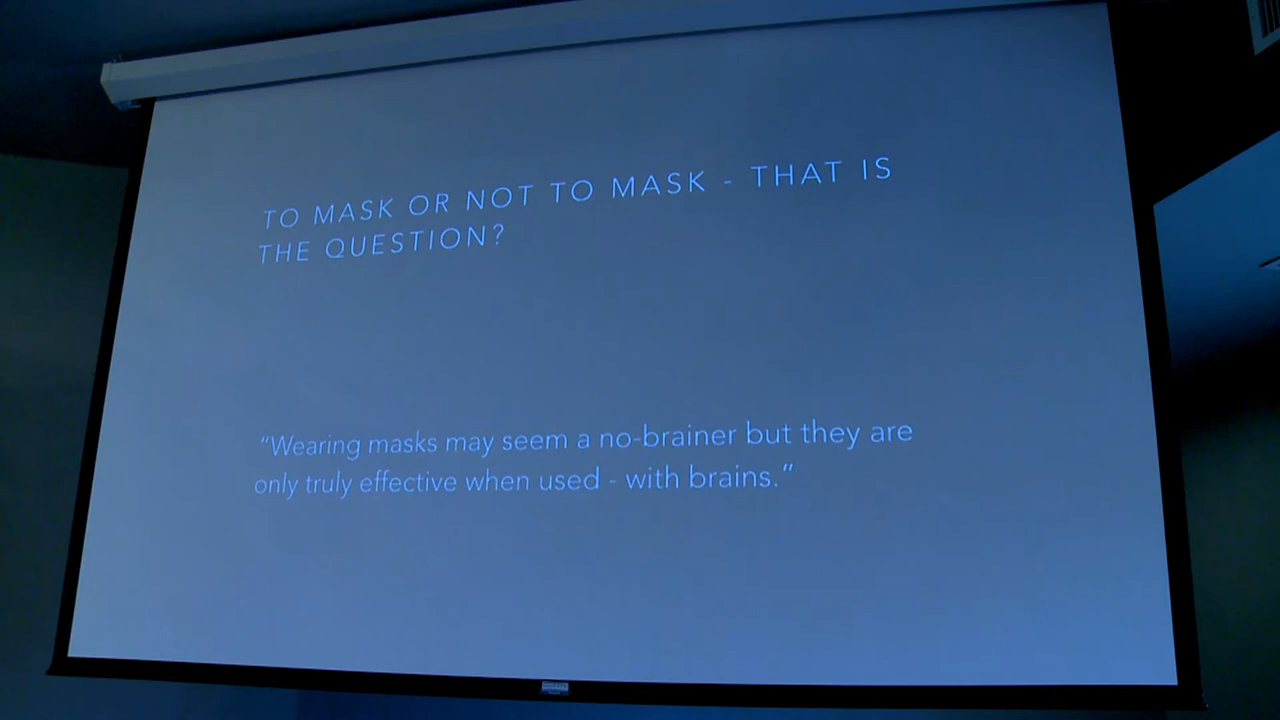 TO MASK OR NOT TO MASK - THAT IS
THE QUESTION?
“Wearing masks may seem a no-brainer but they are
only truly effective when used - with brains.”